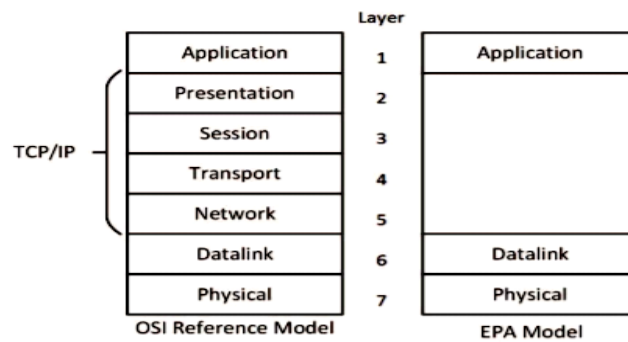 Layer
Application 1 Application
Presentation 2
Session 3
TCP/IP
Transport 4
Network 5
Datalink 6 Datalink
Physical 7 Physical
OSI Reference Model EPA Model